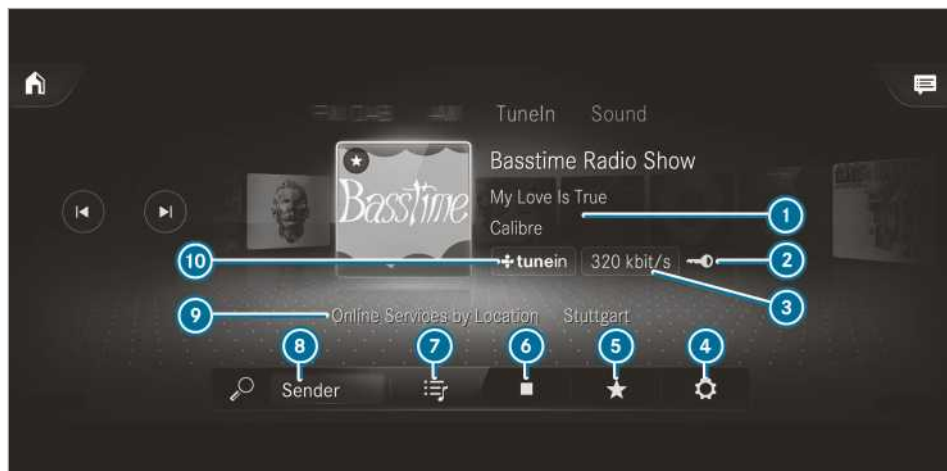 TuneIn Sound
Basstime Radio Show
Basstime
My Love Is True
Calibre
1
10
tunein
320 kbit/s
2
3
9
Online Services by Location Stuttgart
8
7
6
5
4
Sender